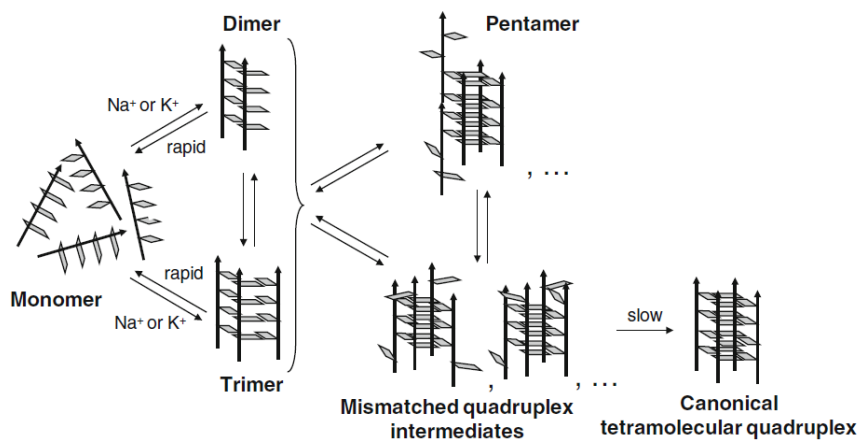 Dimer
Pentamer
Na⁺ or K⁺
rapid
, ...
Monomer
rapid
Na⁺ or K⁺
Trimer
slow
, , ...
Mismatched quadruplex
intermediates
Canonical
tetramolecular quadruplex